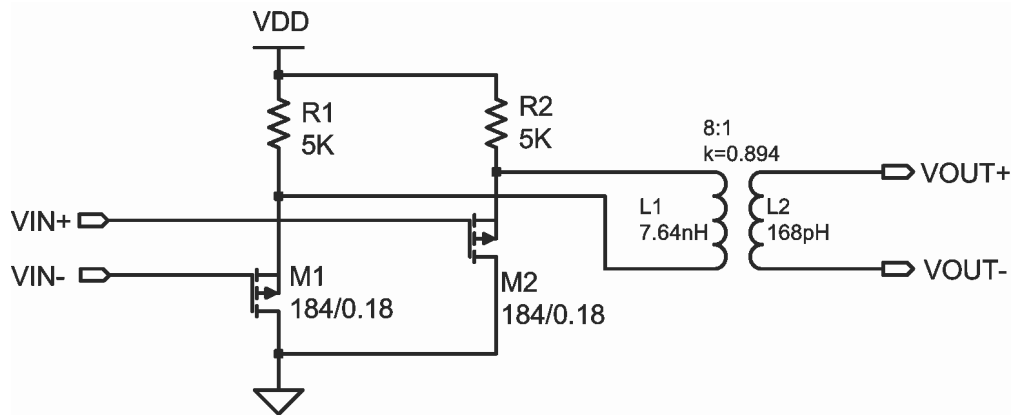 VDD
R1
5K
R2
5K
8:1
k=0.894
VOUT+
L1
7.64nH
L2
168pH
VIN+
VIN-
VOUT-
M1
184/0.18
M2
184/0.18